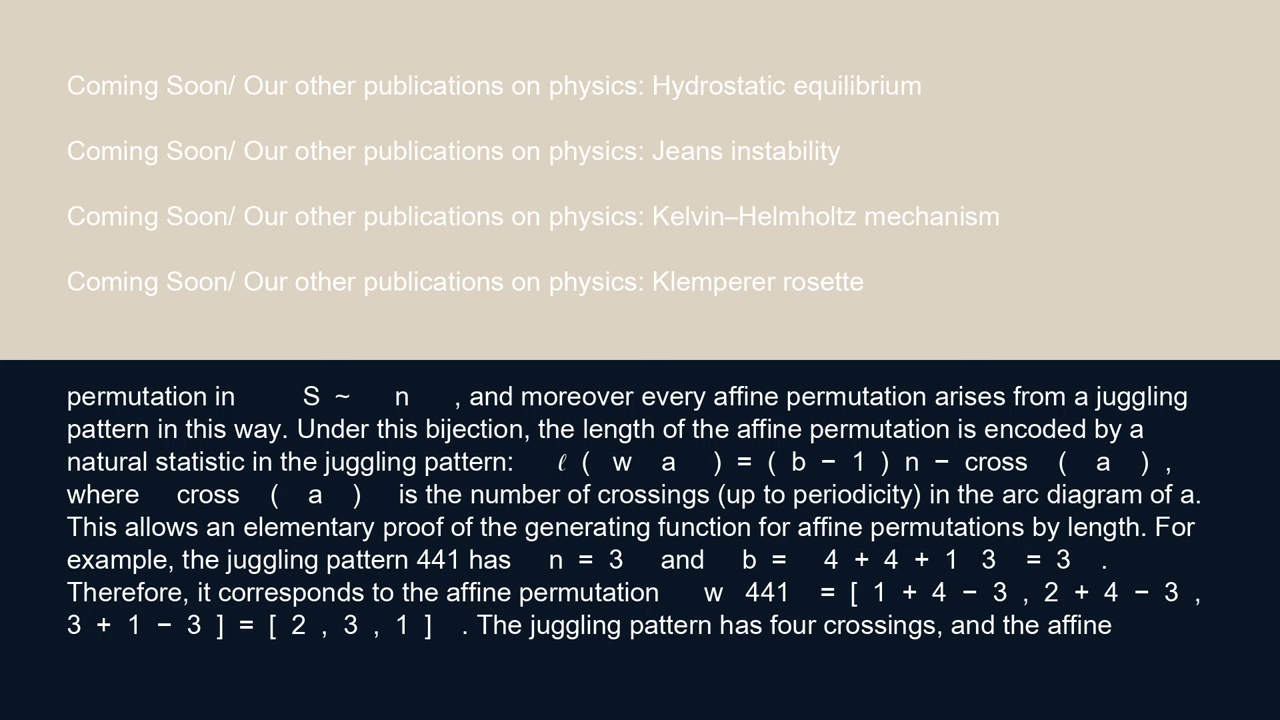 Coming Soon/ Our other publications on physics: Hydrostatic equilibrium
Coming Soon/ Our other publications on physics: Jeans instability
Coming Soon/ Our other publications on physics: Kelvin–Helmholtz mechanism
Coming Soon/ Our other publications on physics: Klemperer rosette
permutation in S ~ n , and moreover every affine permutation arises from a juggling
pattern in this way. Under this bijection, the length of the affine permutation is encoded by a
natural statistic in the juggling pattern: ℓ ( w a ) = ( b − 1 ) n − cross ( a ) ,
where cross ( a ) is the number of crossings (up to periodicity) in the arc diagram of a.
This allows an elementary proof of the generating function for affine permutations by length. For
example, the juggling pattern 441 has n = 3 and b = 4 + 4 + 1 3 = 3 .
Therefore, it corresponds to the affine permutation w 441 = [ 1 + 4 − 3 , 2 + 4 − 3 ,
3 + 1 − 3 ] = [ 2 , 3 , 1 ] . The juggling pattern has four crossings, and the affine